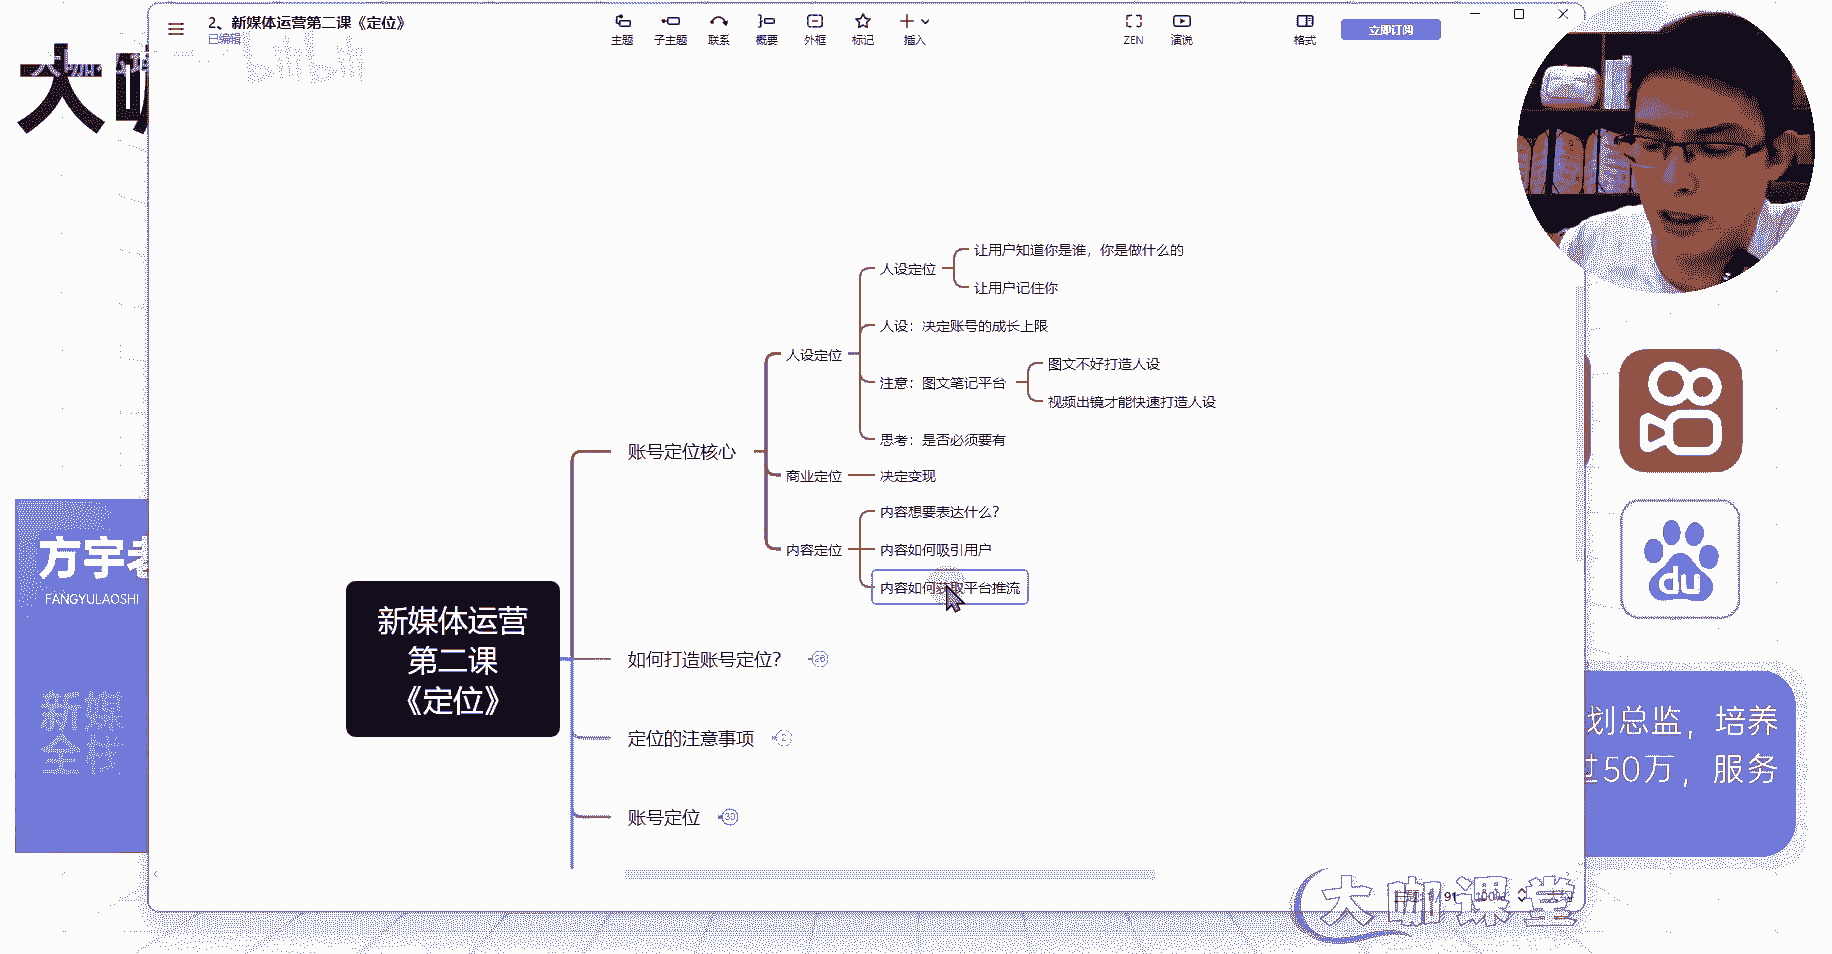 2、新媒体运营第二课《定位》
已编辑
主题
子主题
联系
概要
外框
标记
插入
ZEN
演说
格式
立即订阅
bilibili
大咖
让用户知道你是谁，你是做什么的
人设定位
让用户记住你
人设：决定账号的成长上限
人设定位
图文不好打造人设
注意：图文笔记平台
视频出镜才能快速打造人设
思考：是否必须要有
账号定位核心
商业定位
决定变现
内容想要表达什么？
内容定位
内容如何吸引用户
内容如何获取平台推流
方宇老
FANGYULAOSHI
新媒体运营
第二课
《定位》
如何打造账号定位？
26
定位的注意事项
2
账号定位
30
新媒
全栈
du
划总监，培养
过50万，服务
大咖课堂